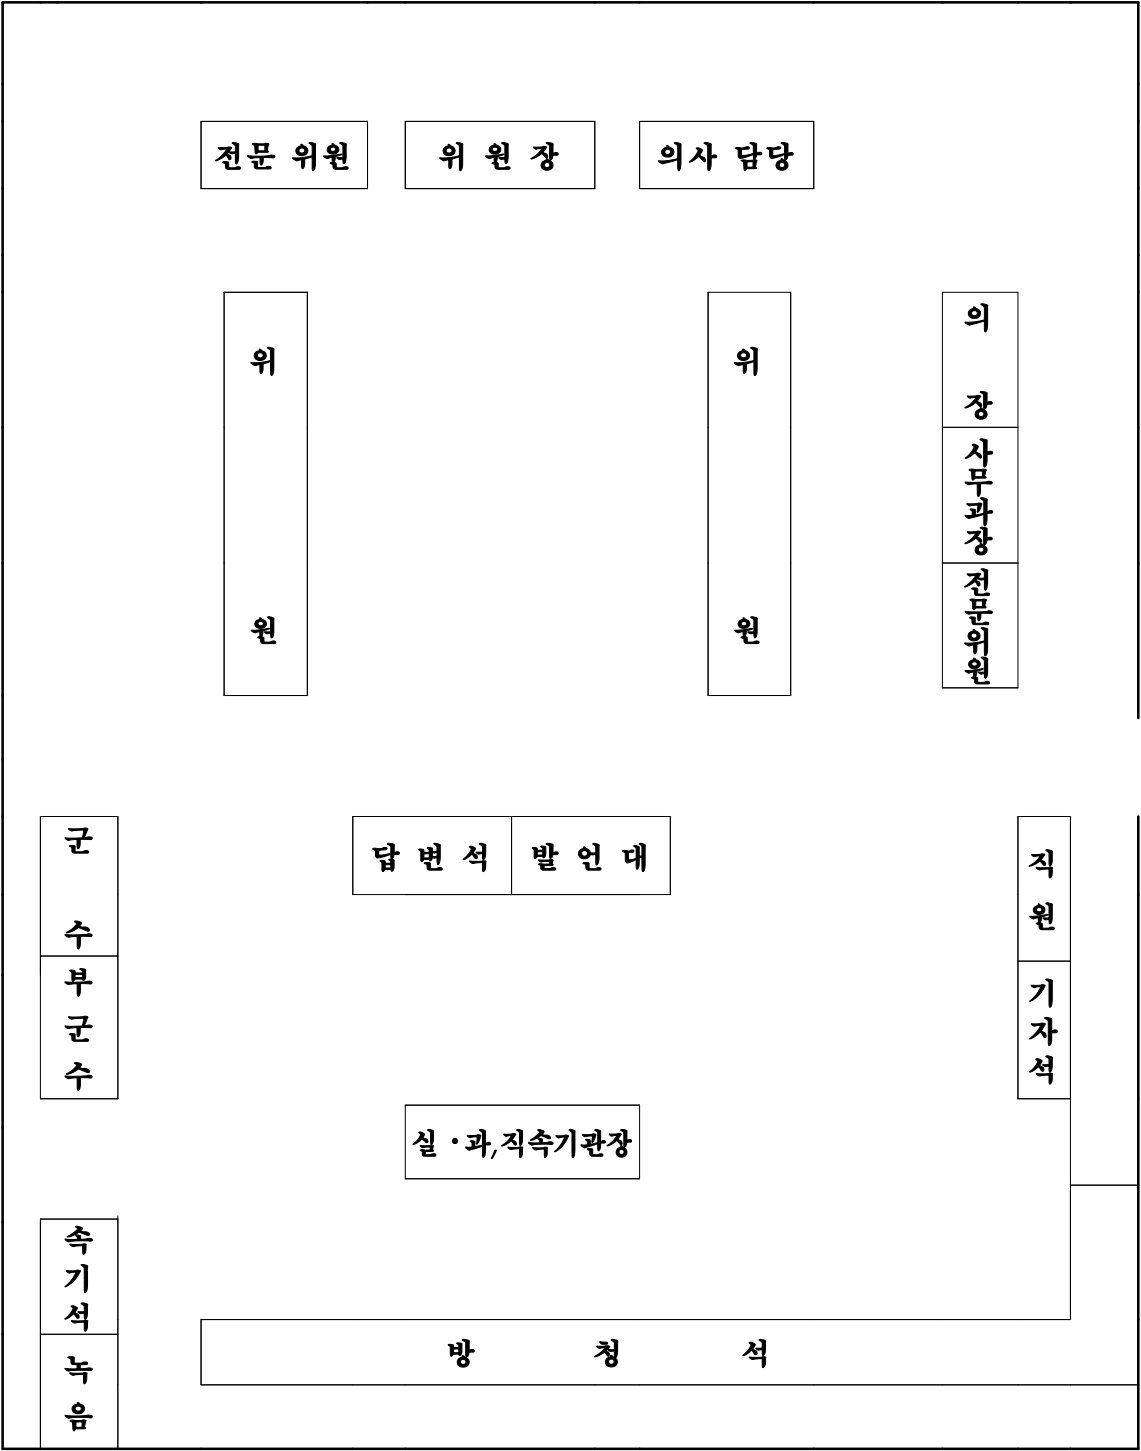 전문 위원
위 원 장
의사 담당
위 원
위 원
의 장
사무과장
전문위원
군 수
부군수
답 변 석
발 언 대
직원
기자석
실 ·과,직속기관장
속기석
녹음
방 청 석